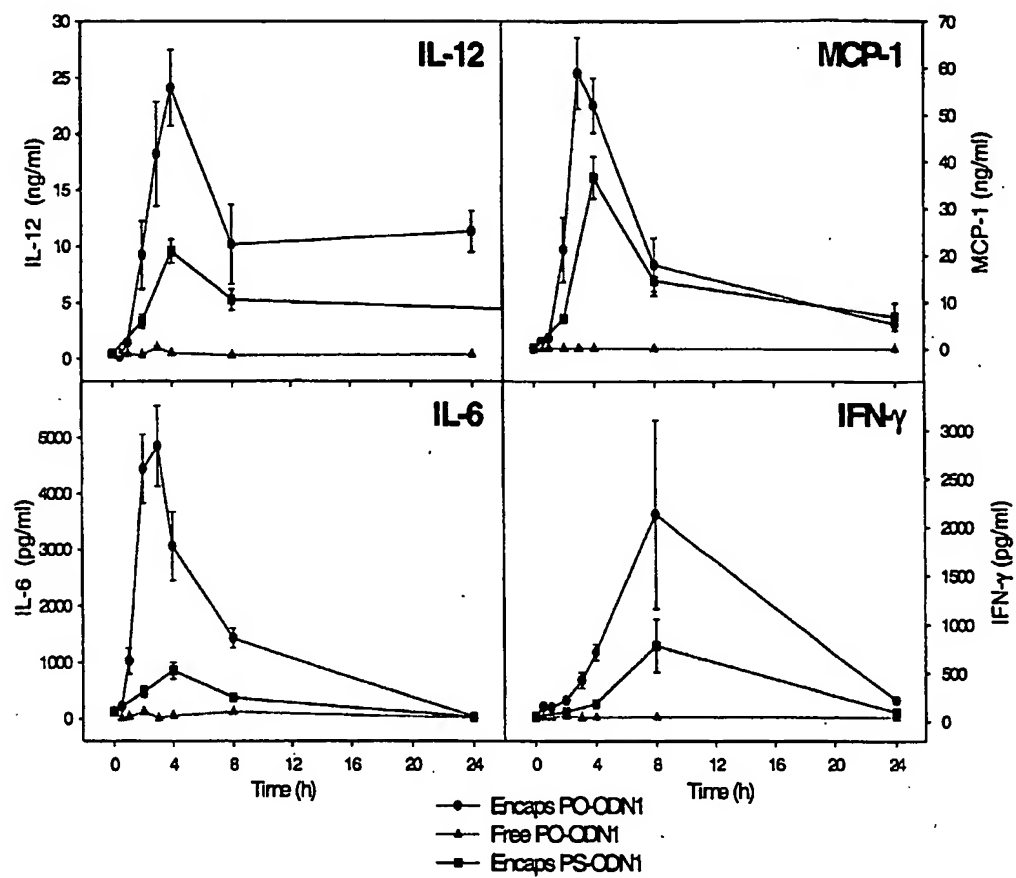 IL-12
MCP-1
IL-6
IFN-γ
30
25
20
15
10
5
0
IL-12 (ng/ml)
70
60
50
40
30
20
10
0
MCP-1 (ng/ml)
5000
4000
3000
2000
1000
0
IL-6 (pg/ml)
3000
2500
2000
1500
1000
500
0
IFN-γ (pg/ml)
0 4 8 12 16 20 24
Time (h)
0 4 8 12 16 20 24
Time (h)
Encaps PO-ODN1
Free PO-ODN1
Encaps PS-ODN1